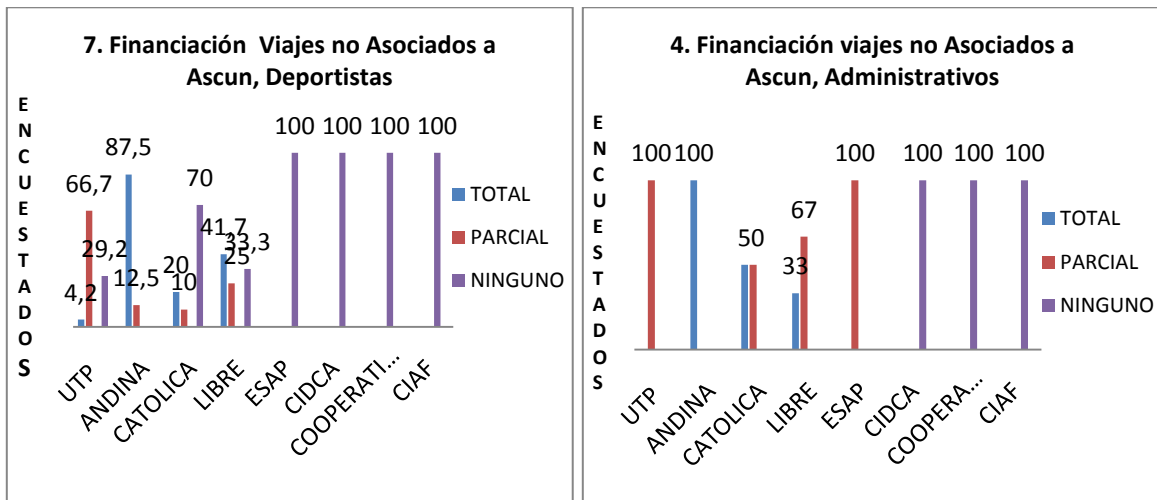 7. Financiación Viajes no Asociados a
Ascun, Deportistas
ENCUESTADOS
100 100 100 100
87,5
66,7
70
41,7
33,3
29,2
25
20
12,5
10
4,2
TOTAL
PARCIAL
NINGUNO
UTP
ANDINA
CATOLICA
LIBRE
ESAP
CIDCA
COOPERATI...
CIAF
4. Financiación viajes no Asociados a
Ascun, Administrativos
ENCUESTADOS
100 100 100 100 100 100
67
50
33
TOTAL
PARCIAL
NINGUNO
UTP
ANDINA
CATOLICA
LIBRE
ESAP
CIDCA
COOPERA...
CIAF